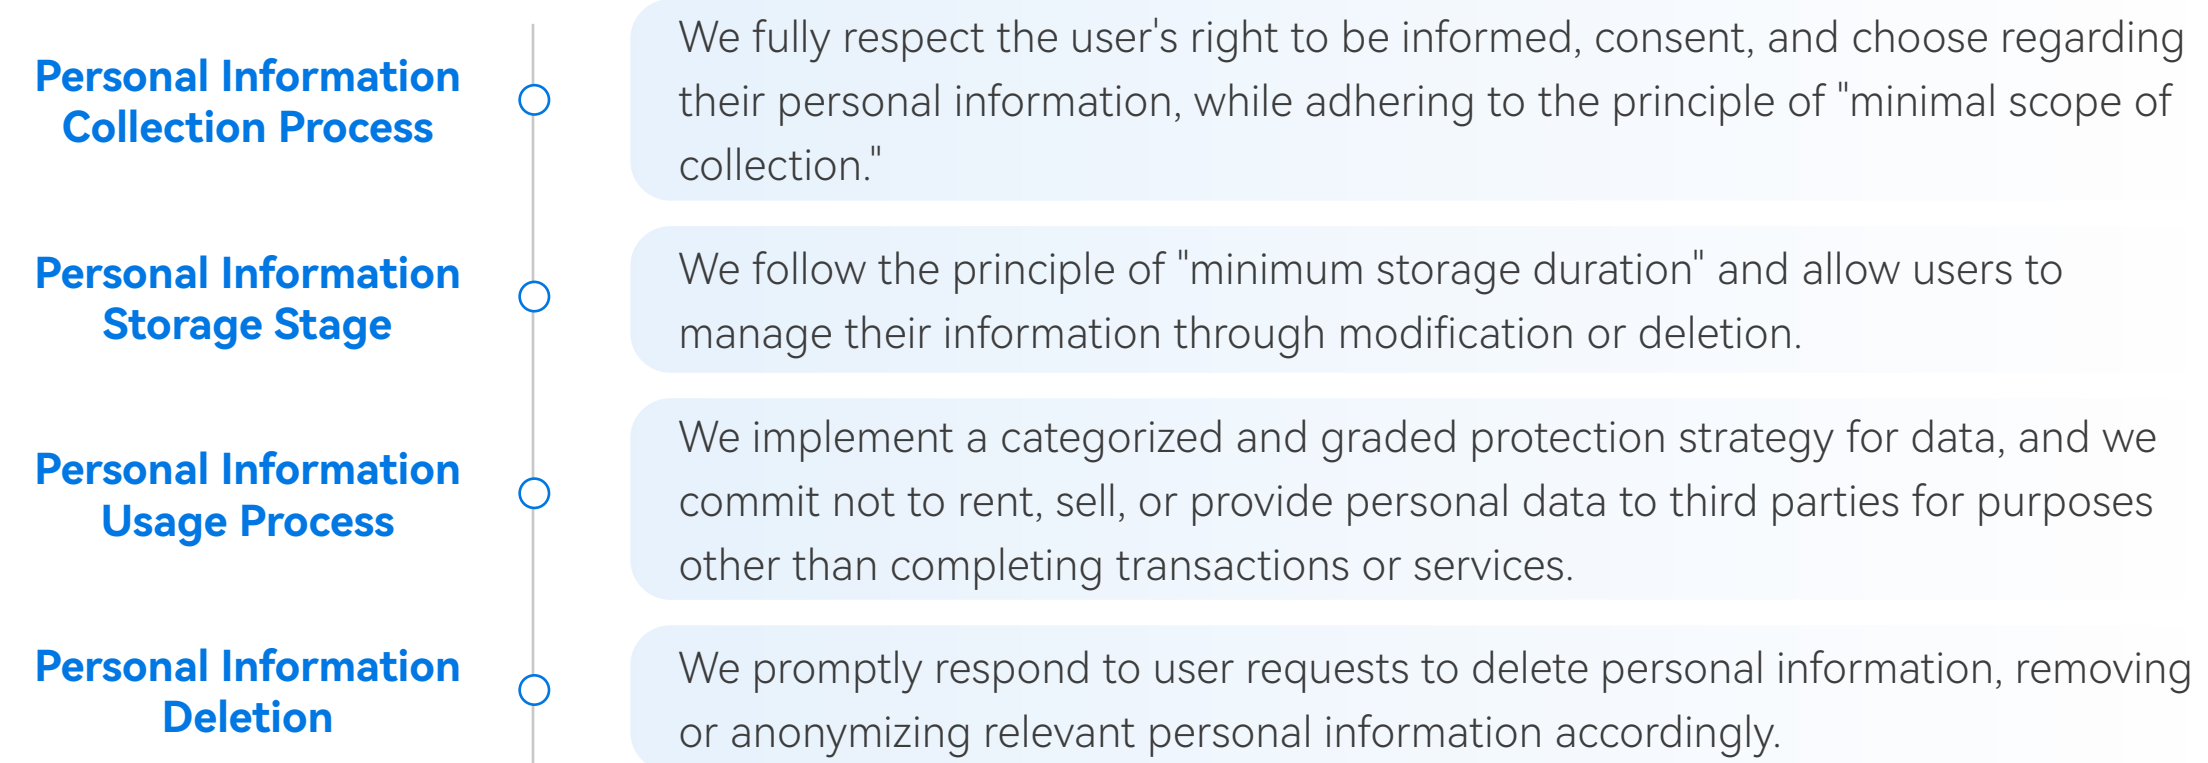 Personal Information
Collection Process
We fully respect the user's right to be informed, consent, and choose regarding
their personal information, while adhering to the principle of "minimal scope of
collection."
Personal Information
Storage Stage
We follow the principle of "minimum storage duration" and allow users to
manage their information through modification or deletion.
Personal Information
Usage Process
We implement a categorized and graded protection strategy for data, and we
commit not to rent, sell, or provide personal data to third parties for purposes
other than completing transactions or services.
Personal Information
Deletion
We promptly respond to user requests to delete personal information, removing
or anonymizing relevant personal information accordingly.